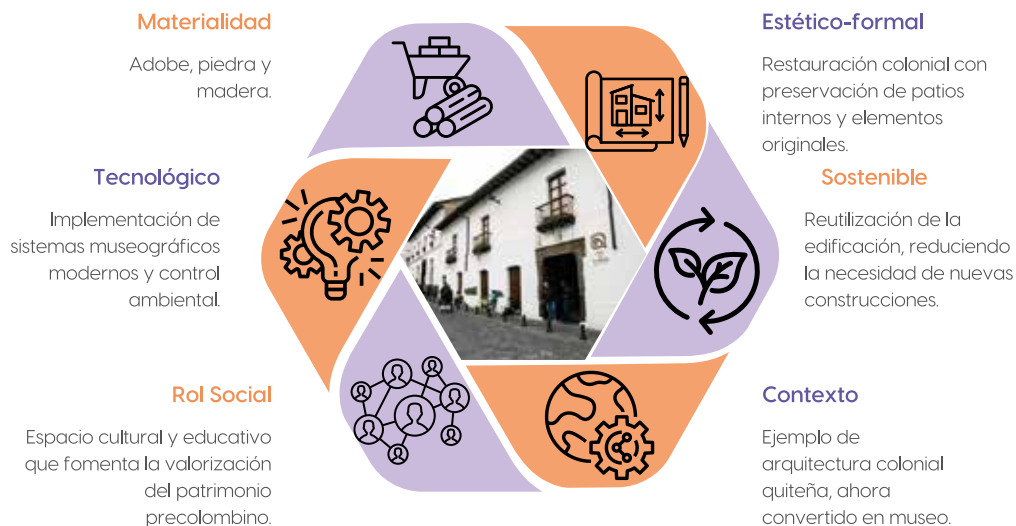 Materialidad
Adobe, piedra y
madera.
Estético-formal
Restauración colonial con
preservación de patios
internos y elementos
originales.
Tecnológico
Implementación de
sistemas museográficos
modernos y control
ambiental.
Sostenible
Reutilización de la
edificación, reduciendo
la necesidad de nuevas
construcciones.
Rol Social
Espacio cultural y educativo
que fomenta la valorización
del patrimonio
precolombino.
Contexto
Ejemplo de
arquitectura colonial
quiteña, ahora
convertido en museo.